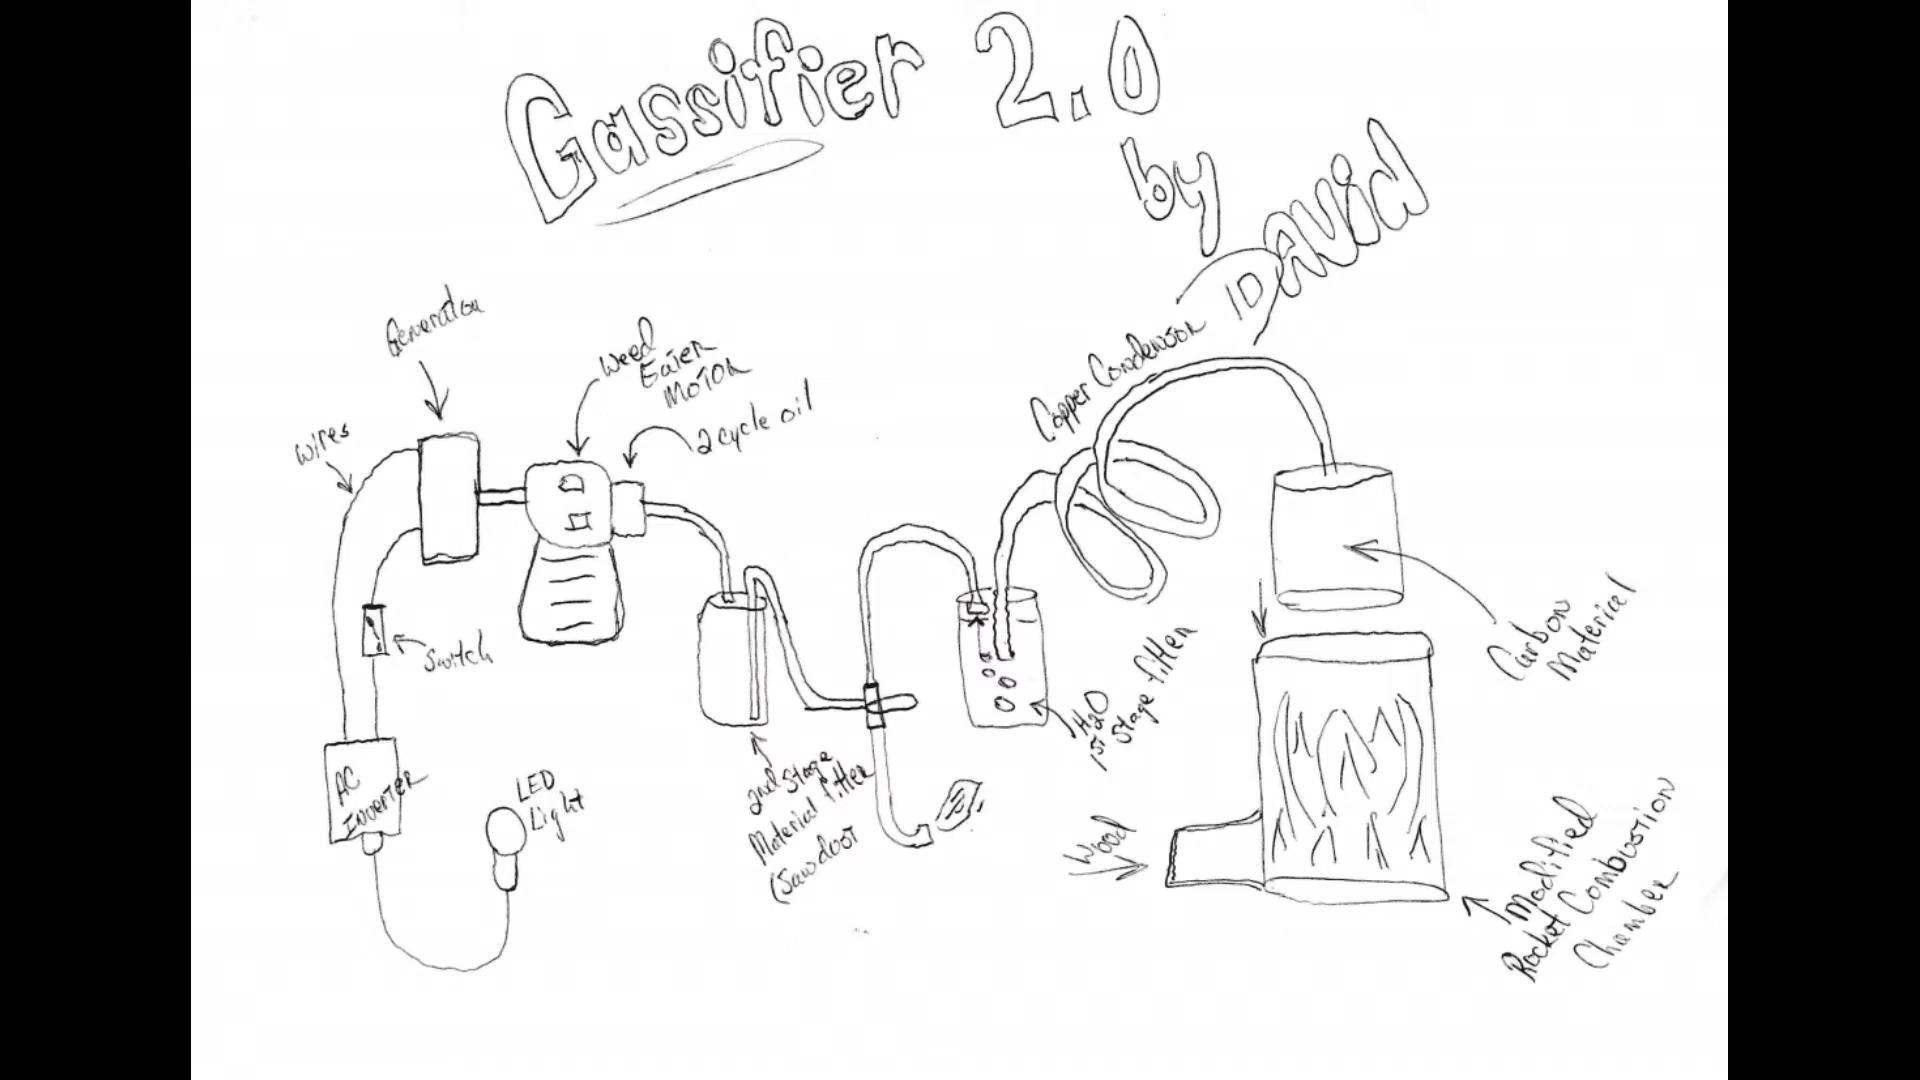 Gassifier 2.0
by
DAVid
Generator
Weed
Eater
Motor
2 cycle oil
Wires
Copper Condensor
Switch
Carbon
Material
H2O
1st Stage filter
AC
Inverter
LED
Light
2nd Stage
Material filter
(Sawdust
Wood
Modified
Rocket Combustion
Chamber